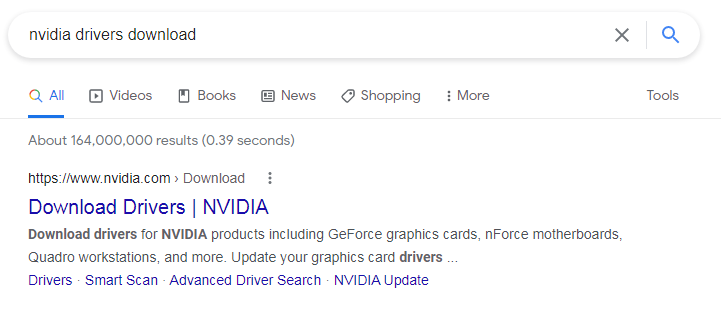 nvidia drivers download
All Videos Books News Shopping More Tools
About 164,000,000 results (0.39 seconds)
https://www.nvidia.com › Download
Download Drivers | NVIDIA
Download drivers for NVIDIA products including GeForce graphics cards, nForce motherboards,
Quadro workstations, and more. Update your graphics card drivers ...
Drivers · Smart Scan · Advanced Driver Search · NVIDIA Update